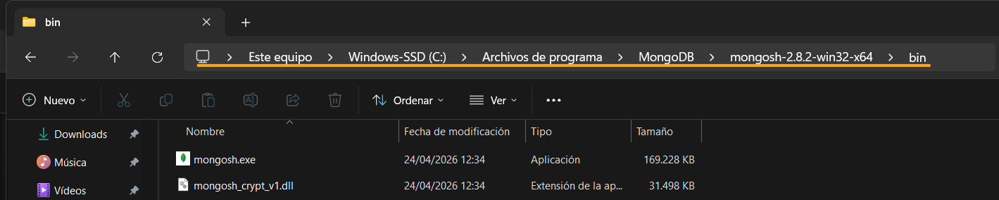 bin
Este equipo > Windows-SSD (C:) > Archivos de programa > MongoDB > mongosh-2.8.2-win32-x64 > bin
Nuevo Ordenar Ver
Nombre Fecha de modificación Tipo Tamaño
Downloads
mongosh.exe 24/04/2026 12:34 Aplicación 169.228 KB
Música
mongosh_crypt_v1.dll 24/04/2026 12:34 Extensión de la ap... 31.498 KB
Vídeos